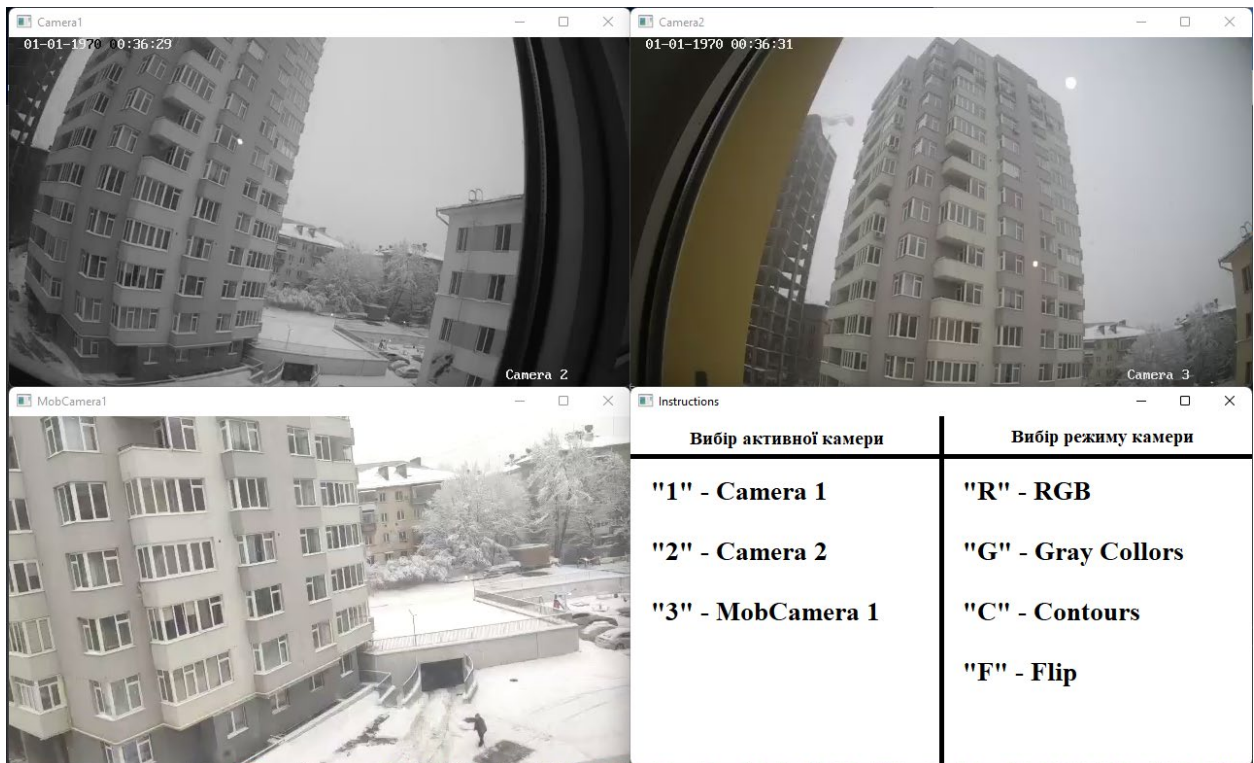 Camera1
Camera2
01-01-1970 00:36:29
01-01-1970 00:36:31
Camera 2
Camera 3
MobCamera1
Instructions
Вибір активної камери
Вибір режиму камери
"1" - Camera 1
"R" - RGB
"2" - Camera 2
"G" - Gray Collors
"3" - MobCamera 1
"C" - Contours
"F" - Flip